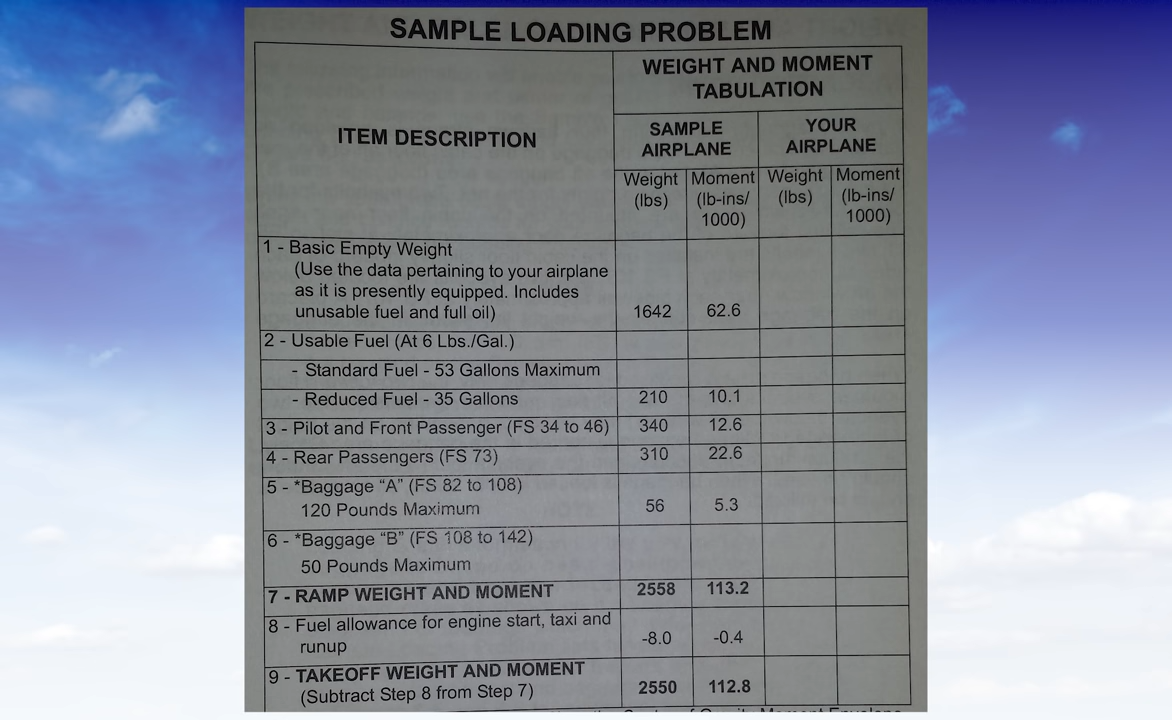 SAMPLE LOADING PROBLEM
ITEM DESCRIPTION
WEIGHT AND MOMENT
TABULATION
SAMPLE
AIRPLANE
YOUR
AIRPLANE
Weight
(lbs)
Moment
(lb-ins/
1000)
Weight
(lbs)
Moment
(lb-ins/
1000)
1 - Basic Empty Weight
(Use the data pertaining to your airplane
as it is presently equipped. Includes
unusable fuel and full oil) 1642 62.6
2 - Usable Fuel (At 6 Lbs./Gal.)
- Standard Fuel - 53 Gallons Maximum
- Reduced Fuel - 35 Gallons 210 10.1
3 - Pilot and Front Passenger (FS 34 to 46) 340 12.6
4 - Rear Passengers (FS 73) 310 22.6
5 - *Baggage “A” (FS 82 to 108)
120 Pounds Maximum 56 5.3
6 - *Baggage “B” (FS 108 to 142)
50 Pounds Maximum
7 - RAMP WEIGHT AND MOMENT 2558 113.2
8 - Fuel allowance for engine start, taxi and
runup -8.0 -0.4
9 - TAKEOFF WEIGHT AND MOMENT
(Subtract Step 8 from Step 7) 2550 112.8